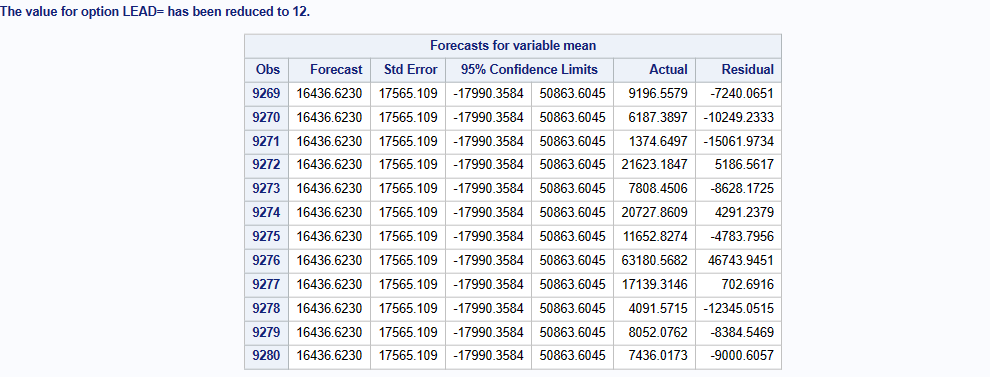 The value for option LEAD= has been reduced to 12.
Forecasts for variable mean
Obs Forecast Std Error 95% Confidence Limits Actual Residual
9269 16436.6230 17565.109 -17990.3584 50863.6045 9196.5579 -7240.0651
9270 16436.6230 17565.109 -17990.3584 50863.6045 6187.3897 -10249.2333
9271 16436.6230 17565.109 -17990.3584 50863.6045 1374.6497 -15061.9734
9272 16436.6230 17565.109 -17990.3584 50863.6045 21623.1847 5186.5617
9273 16436.6230 17565.109 -17990.3584 50863.6045 7808.4506 -8628.1725
9274 16436.6230 17565.109 -17990.3584 50863.6045 20727.8609 4291.2379
9275 16436.6230 17565.109 -17990.3584 50863.6045 11652.8274 -4783.7956
9276 16436.6230 17565.109 -17990.3584 50863.6045 63180.5682 46743.9451
9277 16436.6230 17565.109 -17990.3584 50863.6045 17139.3146 702.6916
9278 16436.6230 17565.109 -17990.3584 50863.6045 4091.5715 -12345.0515
9279 16436.6230 17565.109 -17990.3584 50863.6045 8052.0762 -8384.5469
9280 16436.6230 17565.109 -17990.3584 50863.6045 7436.0173 -9000.6057